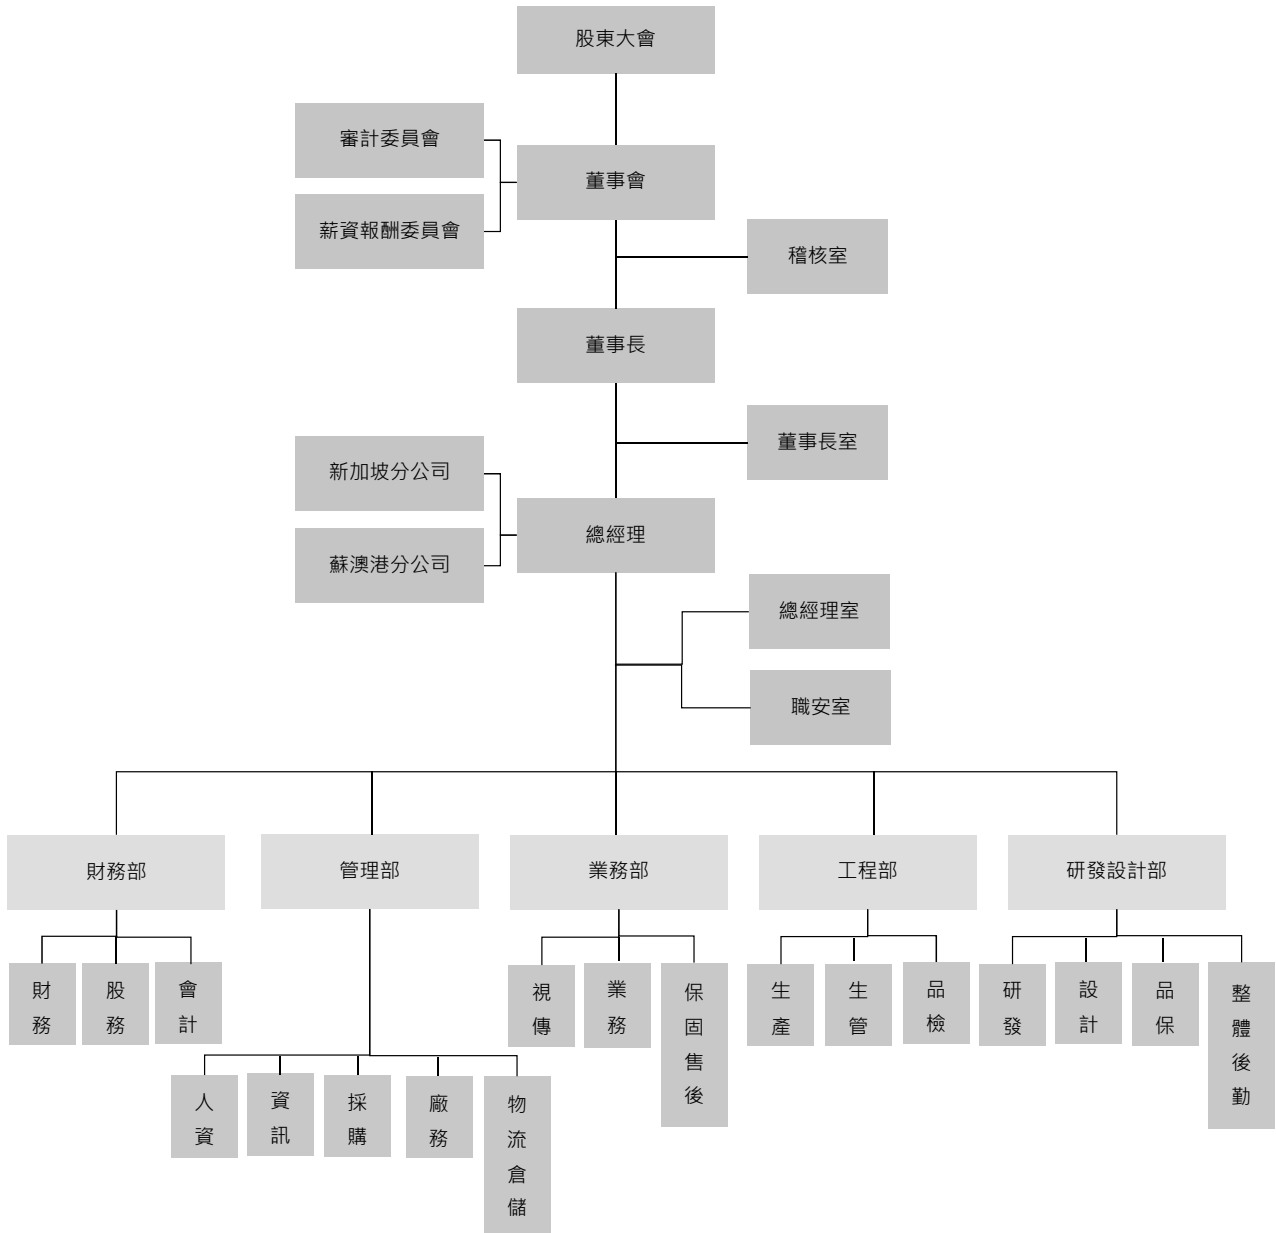 股東大會
審計委員會
董事會
薪資報酬委員會
稽核室
董事長
董事長室
新加坡分公司
總經理
蘇澳港分公司
總經理室
職安室
財務部
管理部
業務部
工程部
研發設計部
財務
股務
會計
視傳
業務
保固售後
生產
生管
品檢
研發
設計
品保
整體後勤
人資
資訊
採購
廠務
物流倉儲